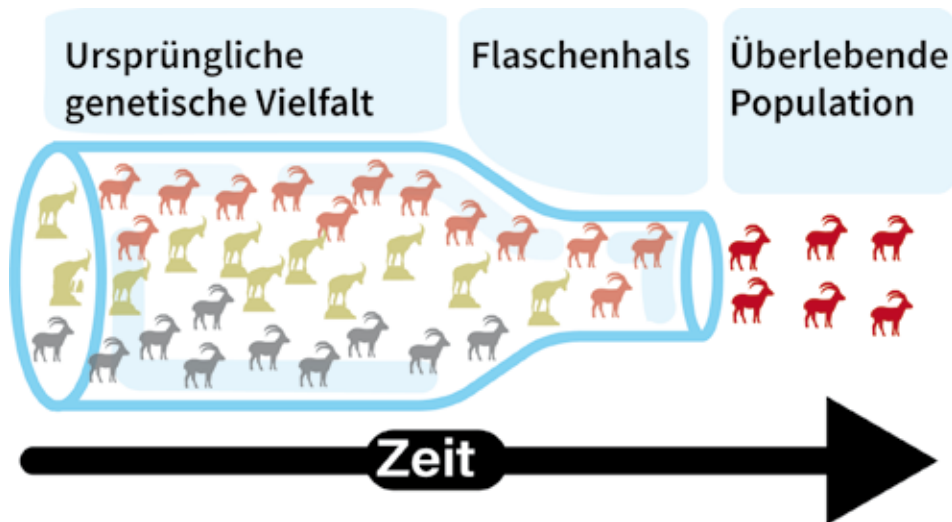 Ursprüngliche
genetische Vielfalt
Flaschenhals
Überlebende
Population
Zeit